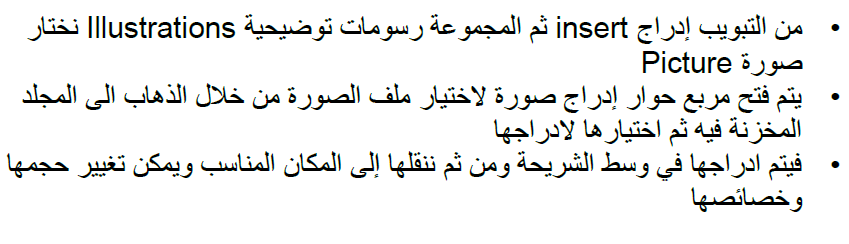 • من التبويب إدراج insert ثم المجموعة رسومات توضيحية Illustrations نختار
صورة Picture
• يتم فتح مربع حوار إدراج صورة لاختيار ملف الصورة من خلال الذهاب الى المجلد
المخزنة فيه ثم اختيارها لادراجها
• فيتم ادراجها في وسط الشريحة ومن ثم ننقلها إلى المكان المناسب ويمكن تغيير حجمها
وخصائصها